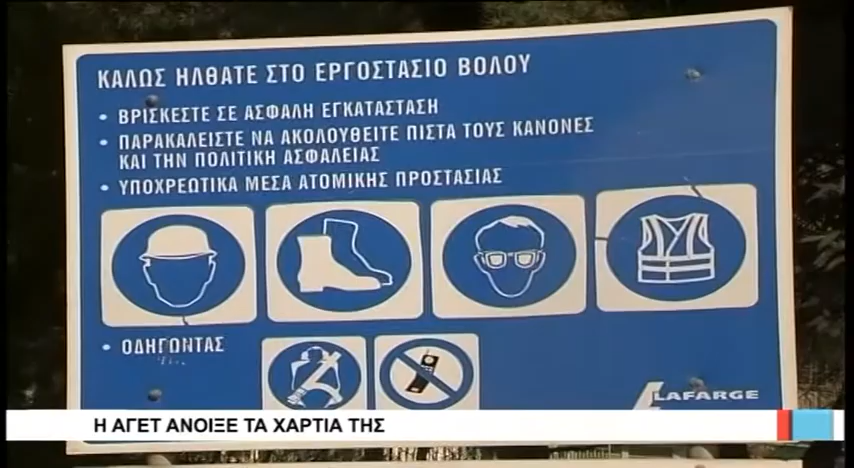 ΚΑΛΩΣ ΗΛΘΑΤΕ ΣΤΟ ΕΡΓΟΣΤΑΣΙΟ ΒΟΛΟΥ
• ΒΡΙΣΚΕΣΤΕ ΣΕ ΑΣΦΑΛΗ ΕΓΚΑΤΑΣΤΑΣΗ
• ΠΑΡΑΚΑΛΕΙΣΤΕ ΝΑ ΑΚΟΛΟΥΘΕΙΤΕ ΠΙΣΤΑ ΤΟΥΣ ΚΑΝΟΝΕΣ
ΚΑΙ ΤΗΝ ΠΟΛΙΤΙΚΗ ΑΣΦΑΛΕΙΑΣ
• ΥΠΟΧΡΕΩΤΙΚΑ ΜΕΣΑ ΑΤΟΜΙΚΗΣ ΠΡΟΣΤΑΣΙΑΣ
• ΟΔΗΓΩΝΤΑΣ
LAFARGE
Η ΑΓΕΤ ΑΝΟΙΞΕ ΤΑ ΧΑΡΤΙΑ ΤΗΣ